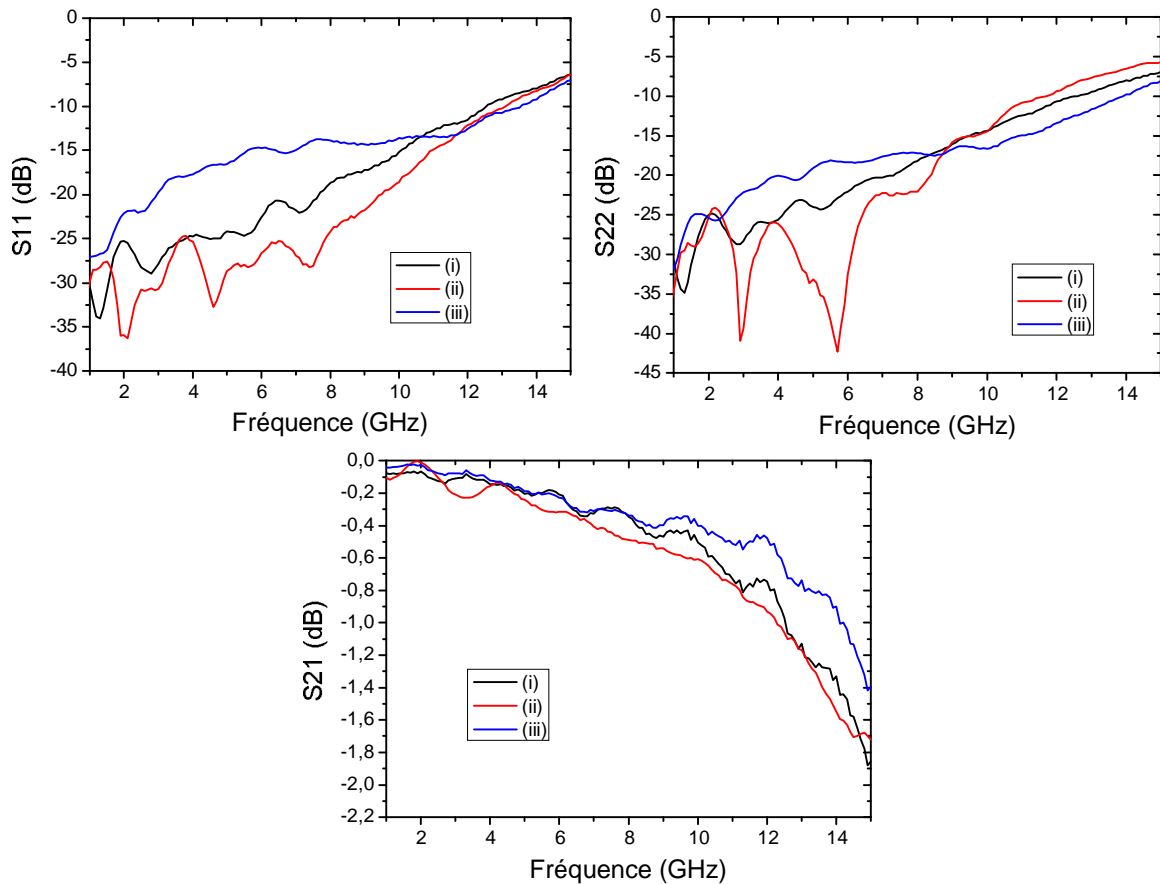 S11 (dB)
0
-5
-10
-15
-20
-25
-30
-35
-40
2 4 6 8 10 12 14
Fréquence (GHz)
(i)
(ii)
(iii)
S22 (dB)
0
-5
-10
-15
-20
-25
-30
-35
-40
-45
2 4 6 8 10 12 14
Fréquence (GHz)
(i)
(ii)
(iii)
S21 (dB)
0,0
-0,2
-0,4
-0,6
-0,8
-1,0
-1,2
-1,4
-1,6
-1,8
-2,0
-2,2
2 4 6 8 10 12 14
Fréquence (GHz)
(i)
(ii)
(iii)